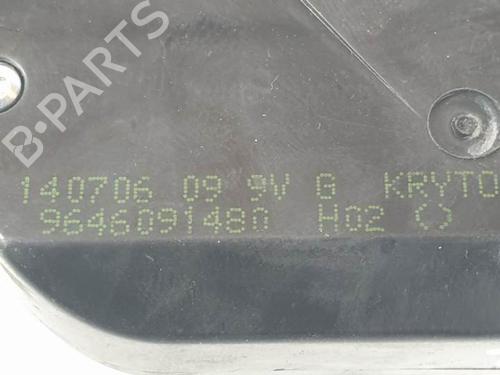 B-PARTS
140706 09 9V G KRYTO
9646091480 H02 ()